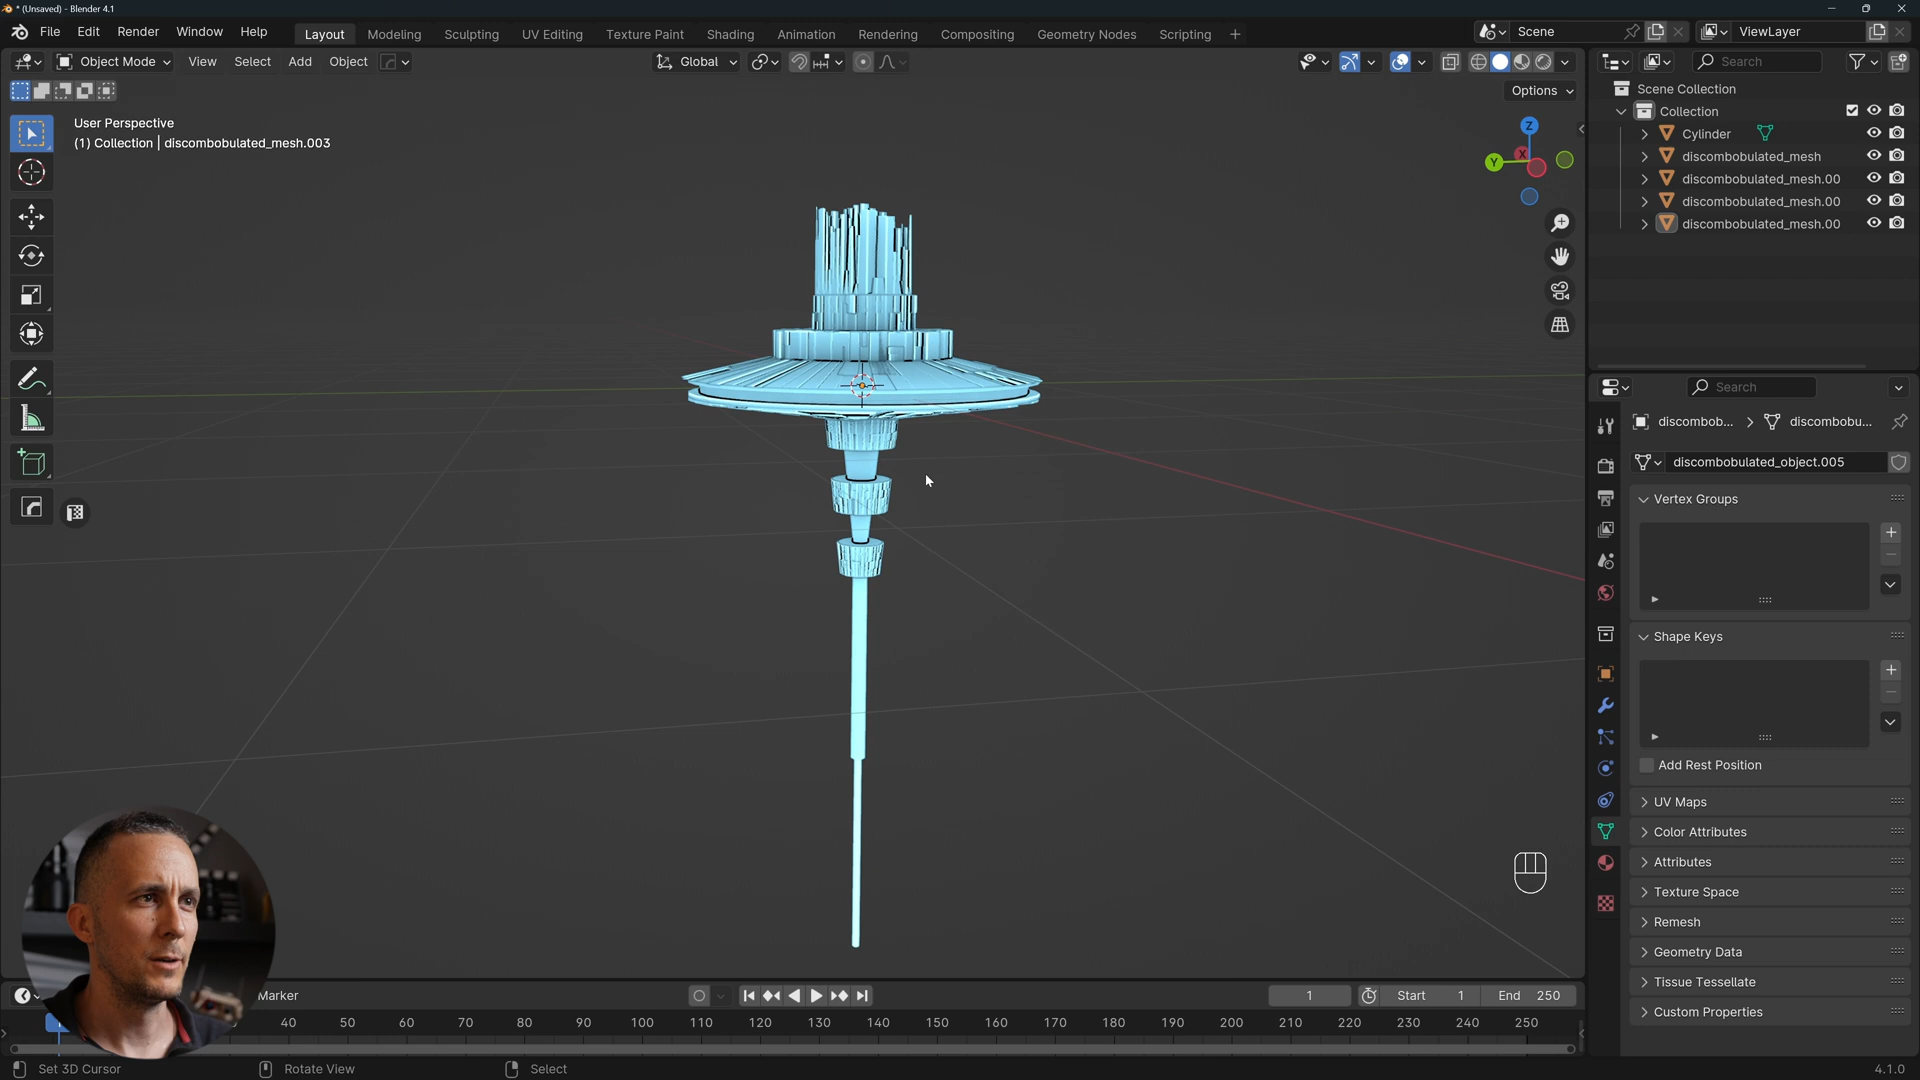 * (Unsaved) - Blender 4.1
File Edit Render Window Help Layout Modeling Sculpting UV Editing Texture Paint Shading Animation Rendering Compositing Geometry Nodes Scripting + Scene ViewLayer
Object Mode View Select Add Object Global Search
Options
User Perspective
(1) Collection | discombobulated_mesh.003
Z
X
Y
Scene Collection
Collection
Cylinder
discombobulated_mesh
discombobulated_mesh.00
discombobulated_mesh.00
discombobulated_mesh.00
Search
discombob... discombobu...
discombobulated_object.005
Vertex Groups
Shape Keys
Add Rest Position
UV Maps
Color Attributes
Attributes
Texture Space
Remesh
Geometry Data
Tissue Tessellate
Custom Properties
Marker 1 Start 1 End 250
40 50 60 70 80 90 100 110 120 130 140 150 160 170 180 190 200 210 220 230 240 250
Set 3D Cursor Rotate View Select 4.1.0